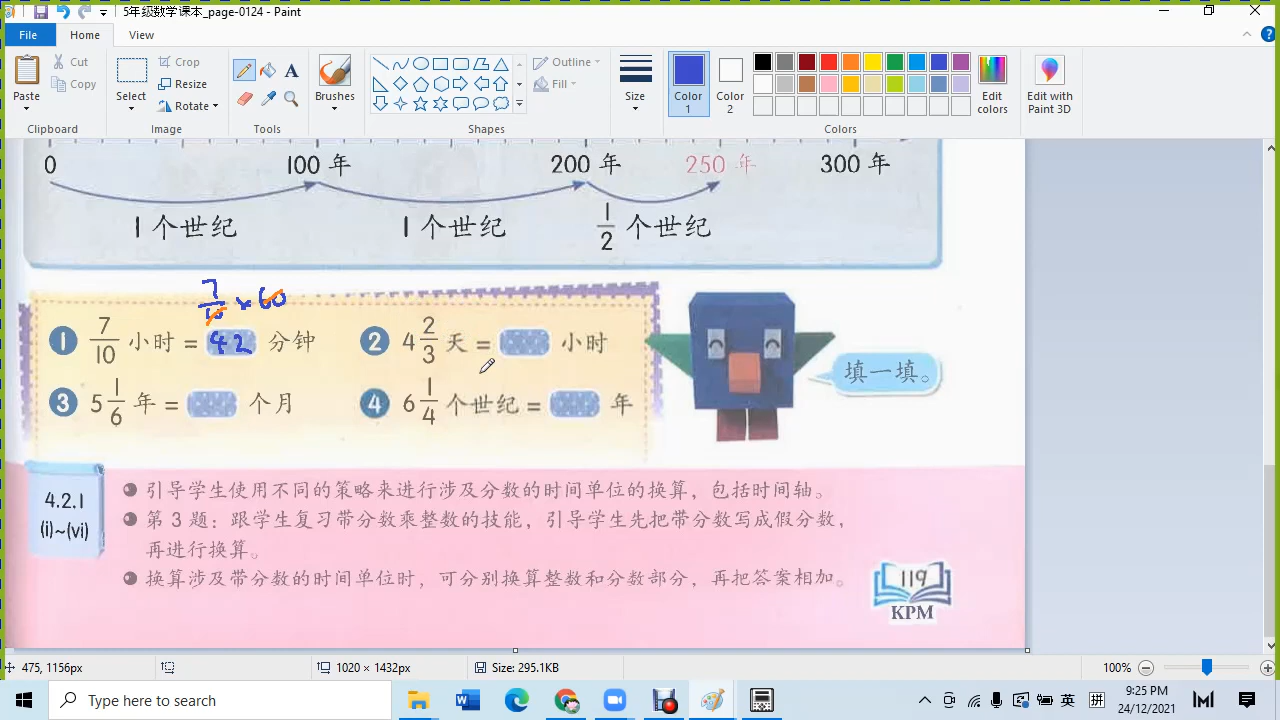 5年级数学课本_page-0124 - Paint
File Home View
Paste Cut Copy
Clipboard
Select Crop Resize Rotate
Image
Tools
Brushes
Outline Fill
Shapes
Size
Color 1 Color 2
Edit colors
Colors
Edit with Paint 3D
0 100 年 200 年 250 年 300 年
1 个世纪 1 个世纪 1/2 个世纪
7/10 × 60
1 7/10 小时 = 42 分钟
2 4 2/3 天 = 小时
3 5 1/6 年 = 个月
4 6 1/4 个世纪 = 年
填一填。
4.2.1
(i)~(vi)
● 引导学生使用不同的策略来进行涉及分数的时间单位的换算，包括时间轴。
● 第 3 题：跟学生复习带分数乘整数的技能，引导学生先把带分数写成假分数，
再进行换算。
● 换算涉及带分数的时间单位时，可分别换算整数和分数部分，再把答案相加。
119
KPM
475, 1156px 1020 × 1432px Size: 295.1KB 100%
Type here to search
英 拼 9:25 PM
24/12/2021